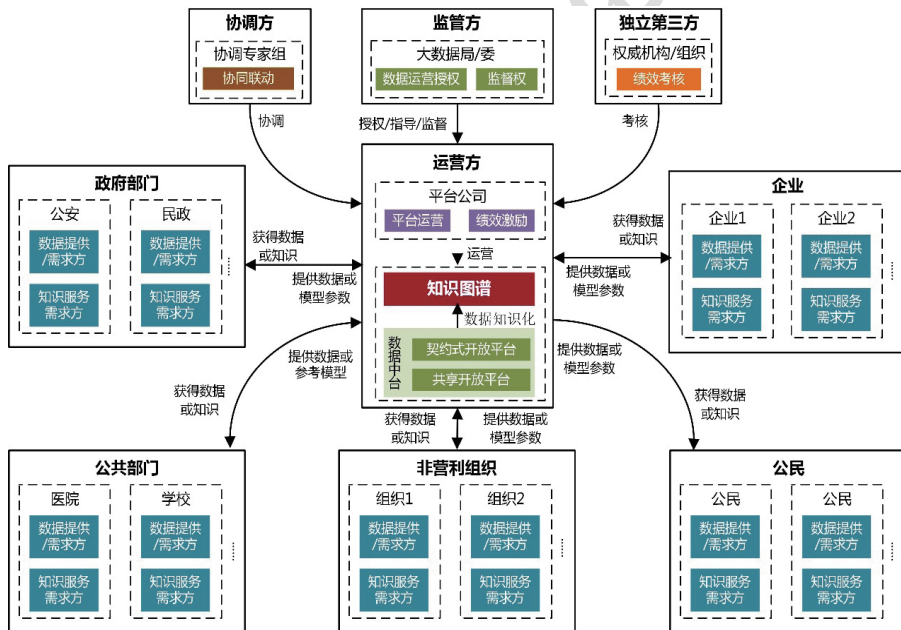 协调方
协调专家组
协同联动
监管方
大数据局/委
数据运营授权
监督权
独立第三方
权威机构/组织
绩效考核
协调
授权/指导/监督
考核
运营方
平台公司
平台运营
绩效激励
运营
知识图谱
数据知识化
数据中台
契约式开放平台
共享开放平台
政府部门
公安
数据提供
/需求方
知识服务
需求方
民政
数据提供
/需求方
知识服务
需求方
……
获得数据
或知识
提供数据或
模型参数
企业
企业1
数据提供
/需求方
知识服务
需求方
企业2
数据提供
/需求方
知识服务
需求方
……
获得数据
或知识
提供数据或
模型参数
提供数据或
参考模型
获得数据
或知识
获得数据
或知识
提供数据或
模型参数
提供数据或
模型参数
获得数据
或知识
公共部门
医院
数据提供
/需求方
知识服务
需求方
学校
数据提供
/需求方
知识服务
需求方
……
非营利组织
组织1
数据提供
/需求方
知识服务
需求方
组织2
数据提供
/需求方
知识服务
需求方
……
公民
公民
数据提供
/需求方
知识服务
需求方
公民
数据提供
/需求方
知识服务
需求方
……